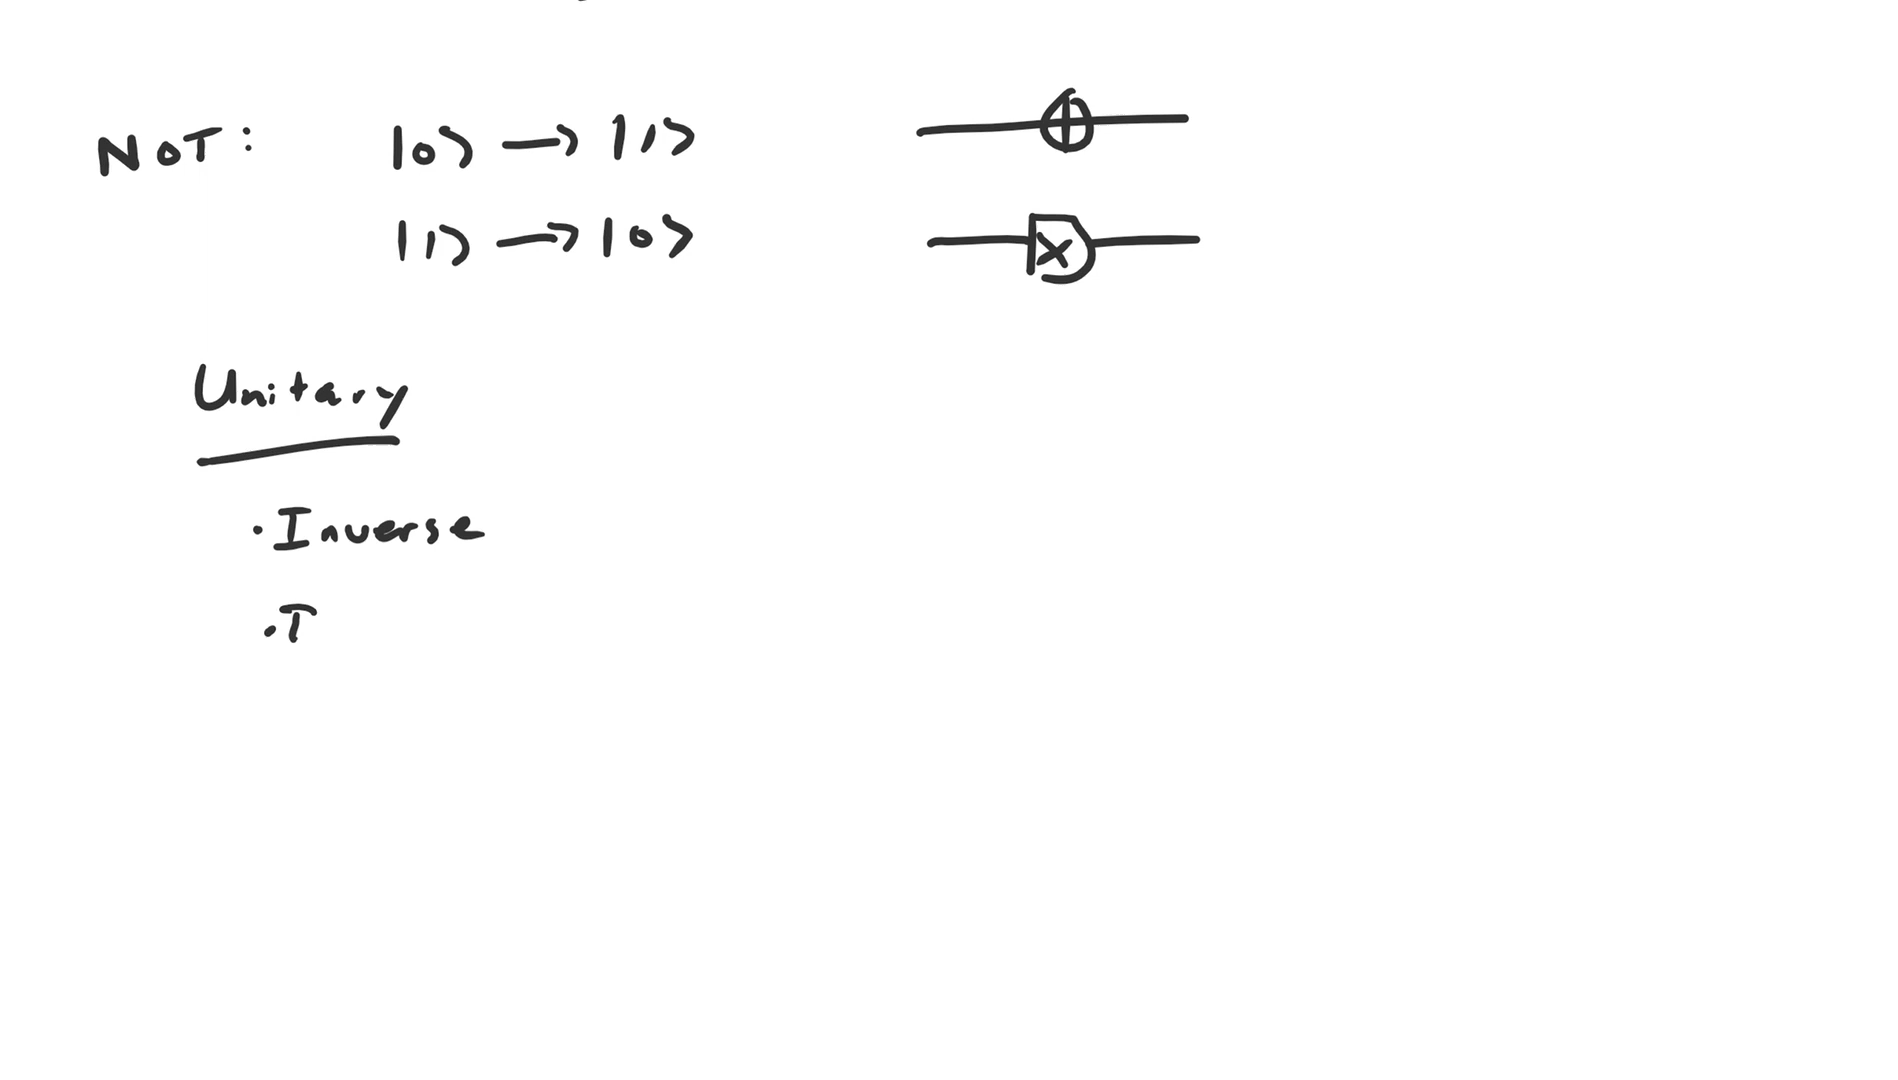 NOT: |0⟩ → |1⟩
|1⟩ → |0⟩
X
Unitary
· Inverse
· T